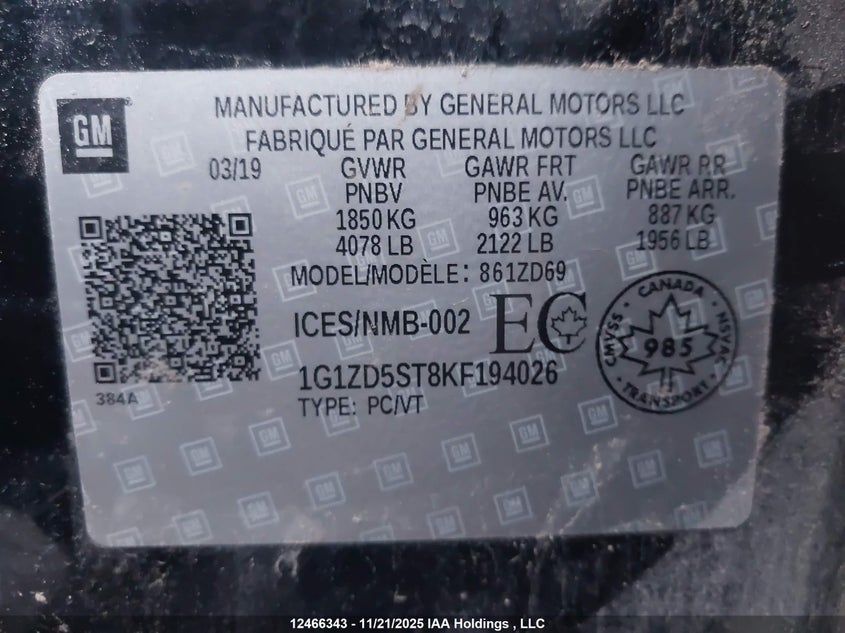 GM
MANUFACTURED BY GENERAL MOTORS LLC
FABRIQUÉ PAR GENERAL MOTORS LLC
03/19 GVWR GAWR FRT GAWR RR
PNBV PNBE AV. PNBE ARR.
1850 KG 963 KG 887 KG
4078 LB 2122 LB 1956 LB
MODEL/MODÈLE: 861ZD69
ICES/NMB-002 EC
CANADA
CMVSS 985 NSVAC
TRANSPORT
1G1ZD5ST8KF194026
384A
TYPE: PC/VT
12466343 - 11/21/2025 IAA Holdings , LLC